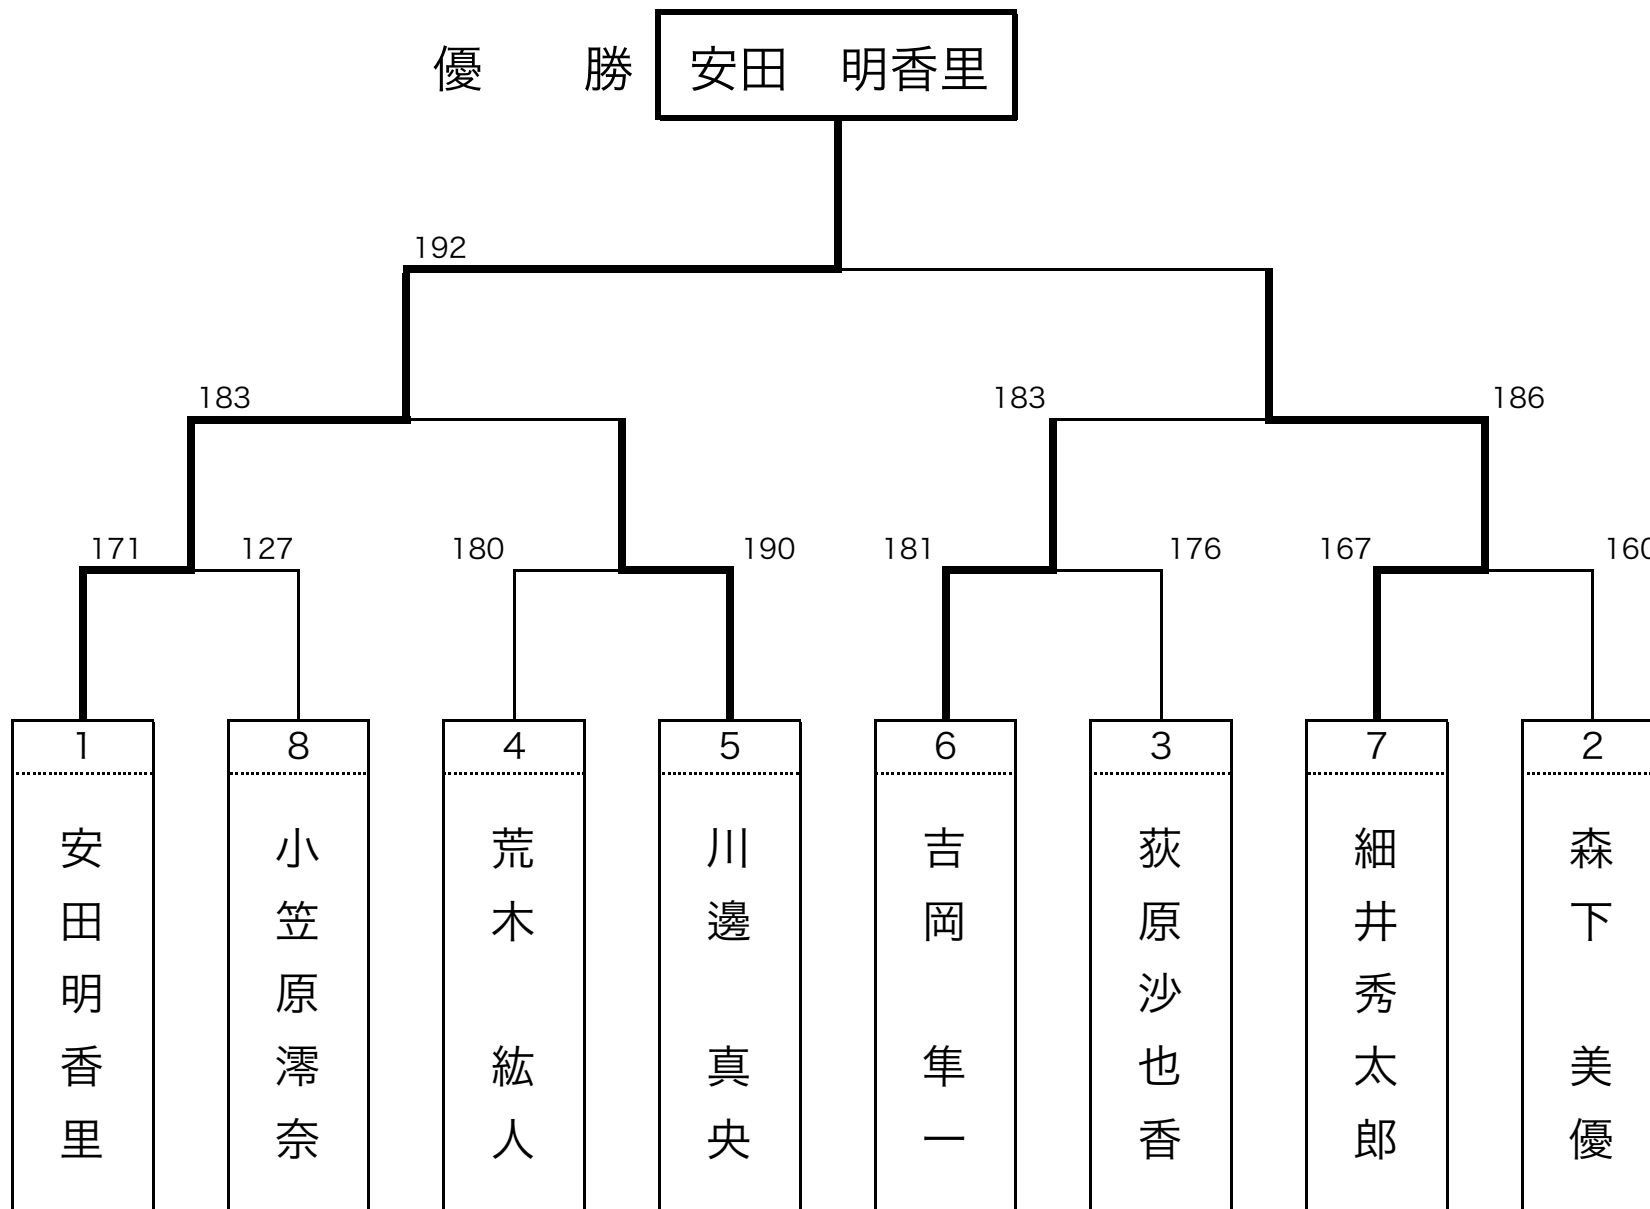 優　勝 安田　明香里
192
183 183 186
171 127 180 190 181 176 167 160
1 8 4 5 6 3 7 2
安田明香里
小笠原澪奈
荒木　紘人
川邊　真央
吉岡　隼一
荻原沙也香
細井秀太郎
森下　美優